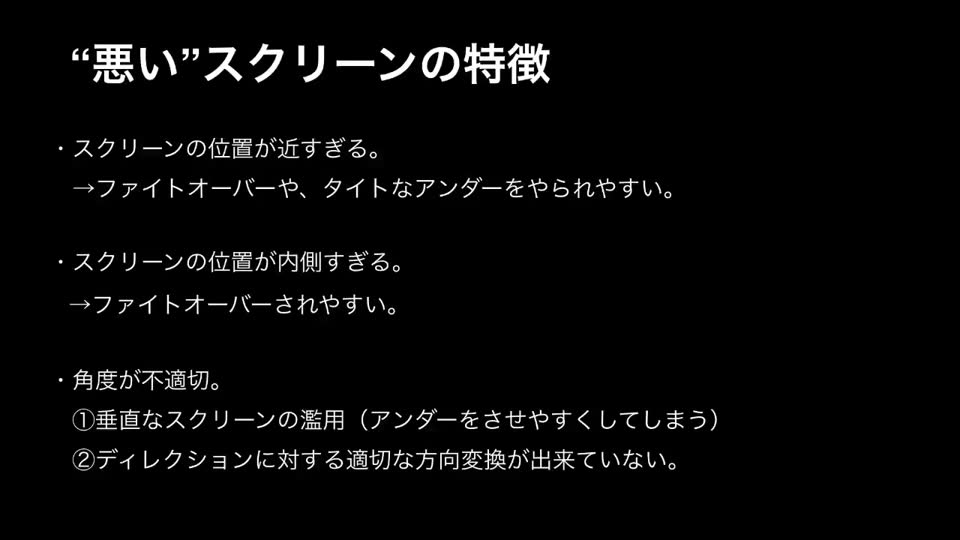 “悪い”スクリーンの特徴
・スクリーンの位置が近すぎる。
→ファイトオーバーや、タイトなアンダーをやられやすい。
・スクリーンの位置が内側すぎる。
→ファイトオーバーされやすい。
・角度が不適切。
①垂直なスクリーンの濫用（アンダーをさせやすくしてしまう）
②ディレクションに対する適切な方向変換が出来ていない。